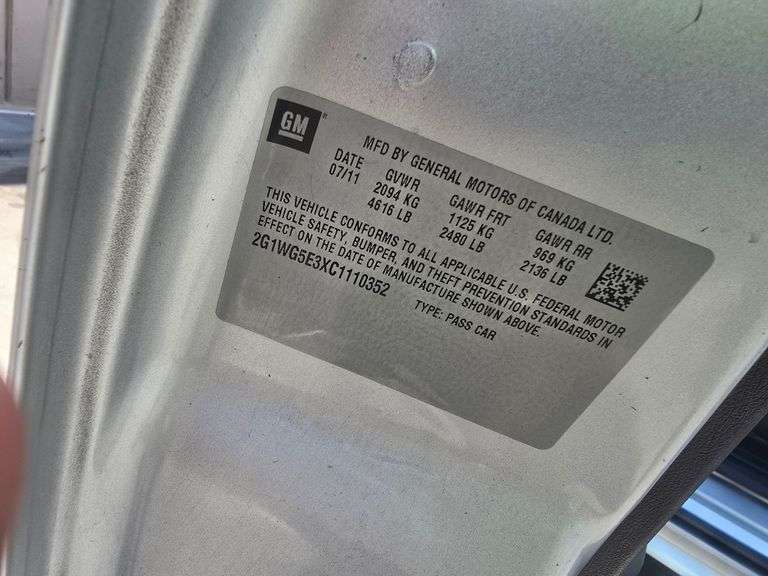 GM ®
MFD BY GENERAL MOTORS OF CANADA LTD.
DATE GVWR GAWR FRT GAWR RR
07/11 2094 KG 1125 KG 969 KG
4616 LB 2480 LB 2136 LB
THIS VEHICLE CONFORMS TO ALL APPLICABLE U.S. FEDERAL MOTOR
VEHICLE SAFETY, BUMPER, AND THEFT PREVENTION STANDARDS IN
EFFECT ON THE DATE OF MANUFACTURE SHOWN ABOVE.
2G1WG5E3XC1110352
TYPE: PASS CAR